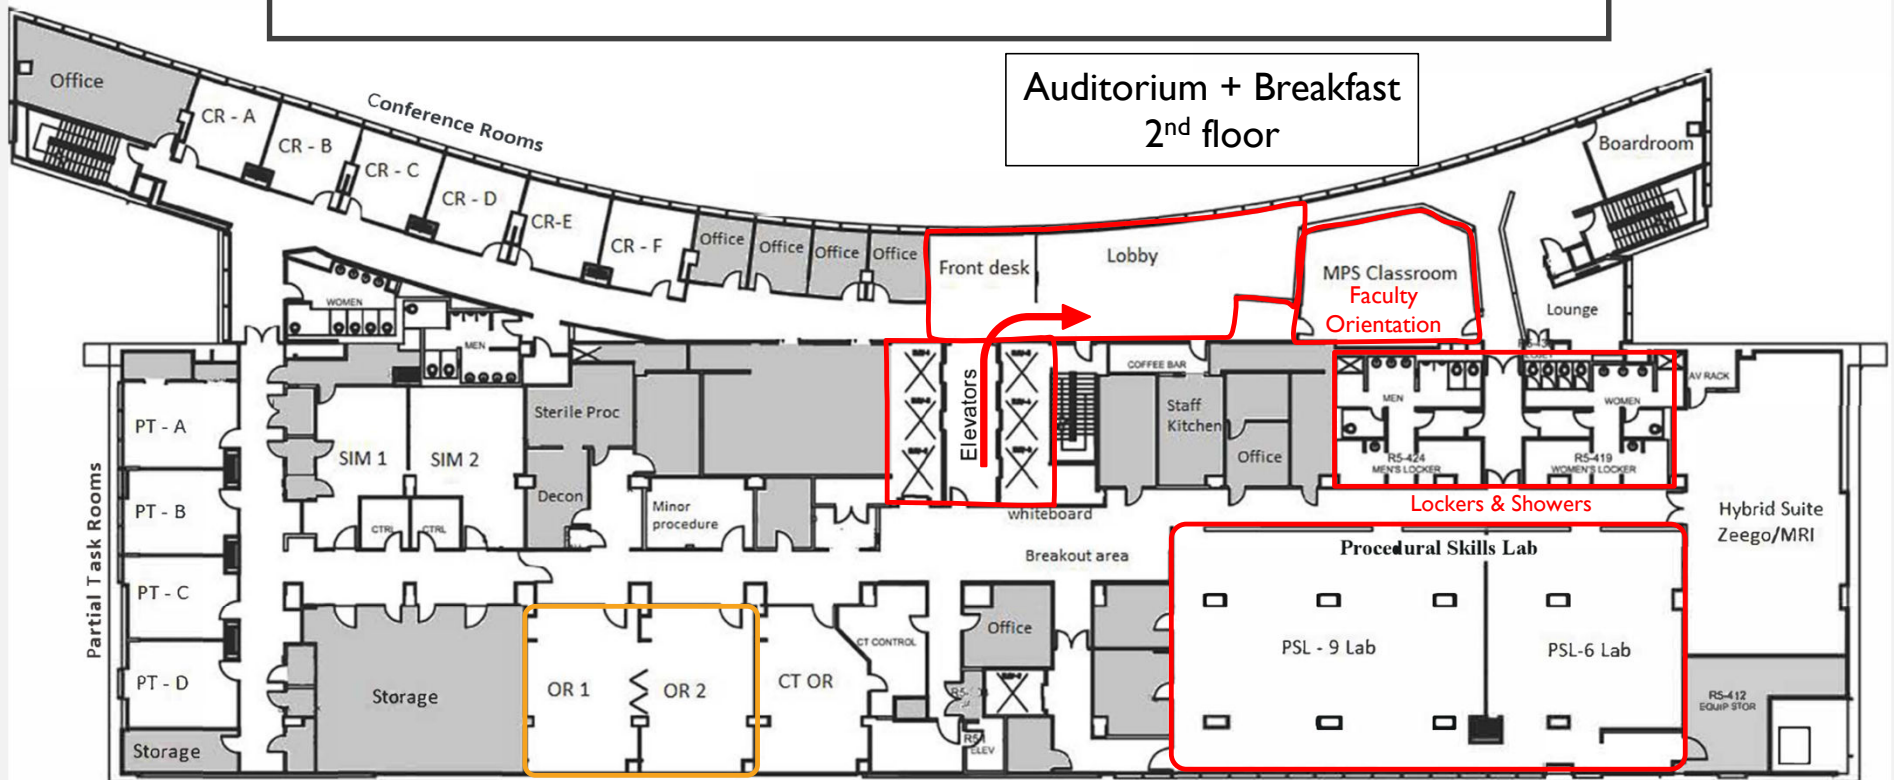 Auditorium + Breakfast
2nd floor
Office
Conference Rooms
CR - A
CR - B
CR - C
CR - D
CR-E
CR - F
Office
Office
Office
Office
Front desk
Lobby
MPS Classroom
Faculty
Orientation
Boardroom
Lounge
WOMEN
MEN
Elevators
COFFEE BAR
Staff
Kitchen
Office
MEN
WOMEN
R5-424
MEN'S LOCKER
R5-419
WOMEN'S LOCKER
AV RACK
Lockers & Showers
Hybrid Suite
Zeego/MRI
Partial Task Rooms
PT - A
PT - B
PT - C
PT - D
Storage
SIM 1
SIM 2
CTRL
CTRL
Sterile Proc
Decon
Minor
procedure
whiteboard
Breakout area
Procedural Skills Lab
PSL - 9 Lab
PSL-6 Lab
Storage
OR 1
OR 2
CT OR
CT CONTROL
Office
ELEV
R5-412
EQUIP STOR